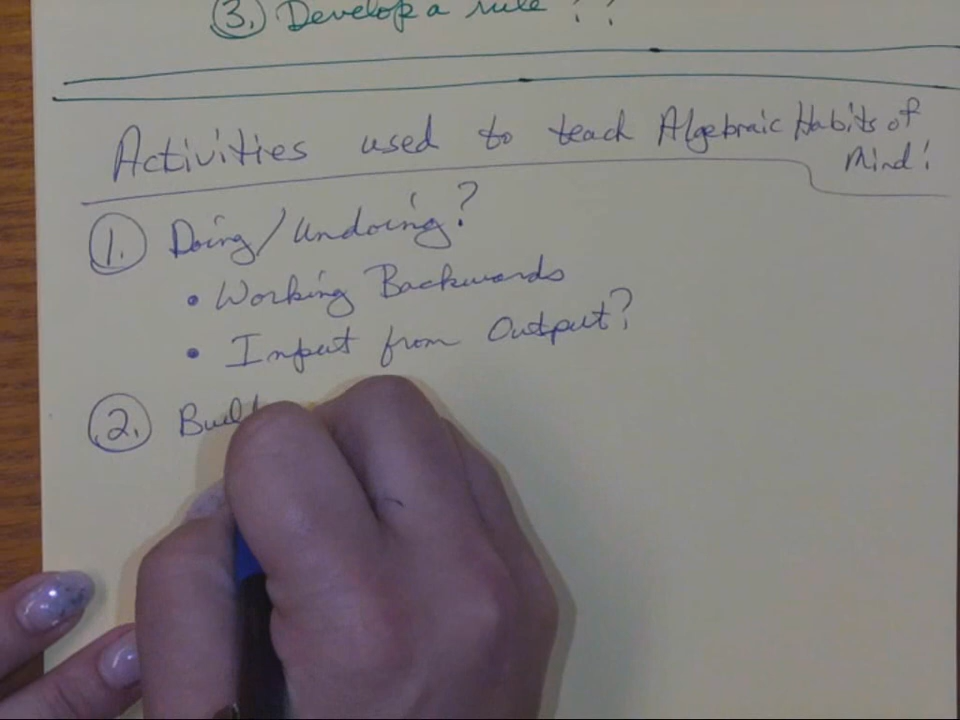 3. Develop a rule !?
Activities used to teach Algebraic Habits of
Mind!
1. Doing/Undoing?
• Working Backwards
• Input from Output?
2. Buil